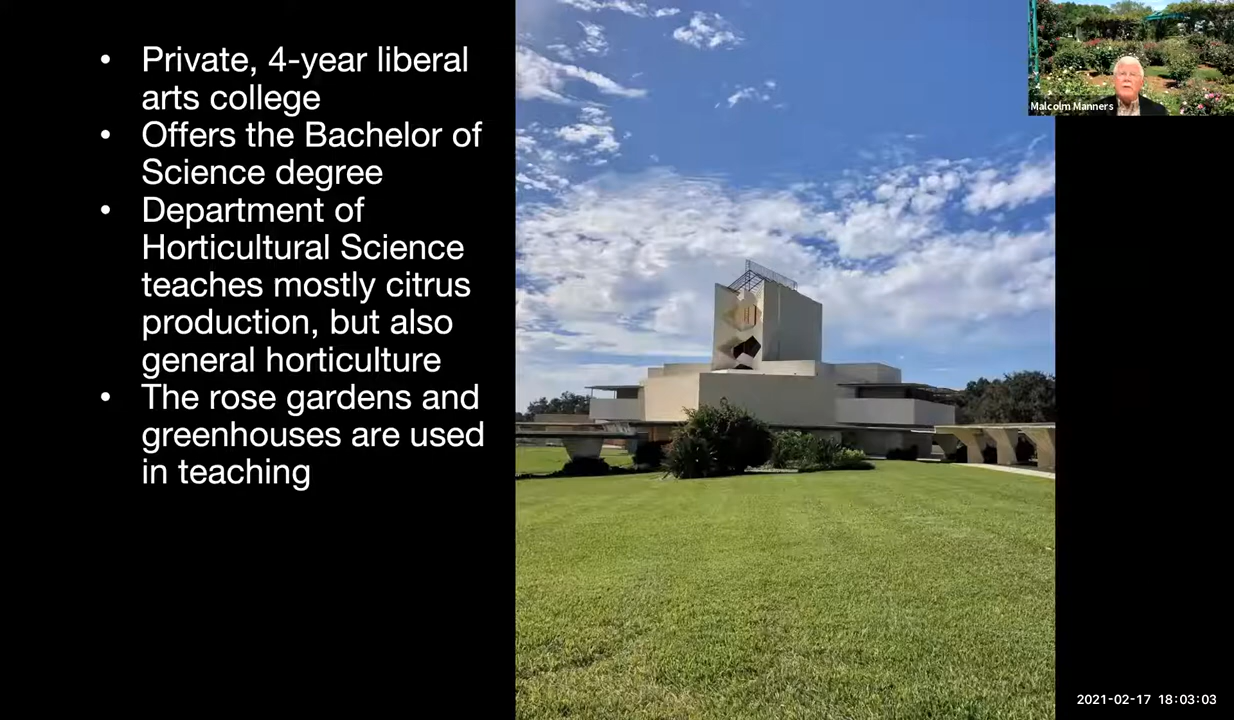 • Private, 4-year liberal
arts college
• Offers the Bachelor of
Science degree
• Department of
Horticultural Science
teaches mostly citrus
production, but also
general horticulture
• The rose gardens and
greenhouses are used
in teaching
Malcolm Manners
2021-02-17 18:03:03